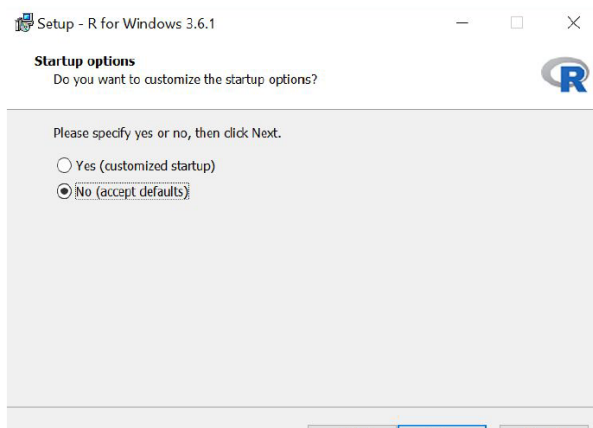 Setup - R for Windows 3.6.1
Startup options
Do you want to customize the startup options?
R
Please specify yes or no, then click Next.
Yes (customized startup)
No (accept defaults)